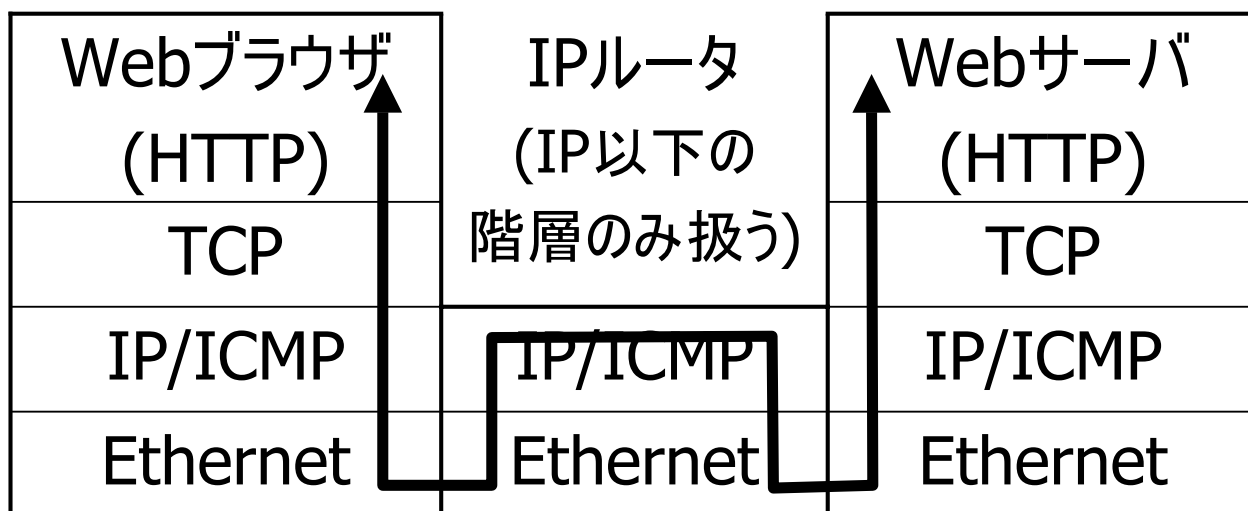 Webブラウザ
(HTTP)
TCP
IP/ICMP
Ethernet
IPルータ
(IP以下の
階層のみ扱う)
IP/ICMP
Ethernet
Webサーバ
(HTTP)
TCP
IP/ICMP
Ethernet